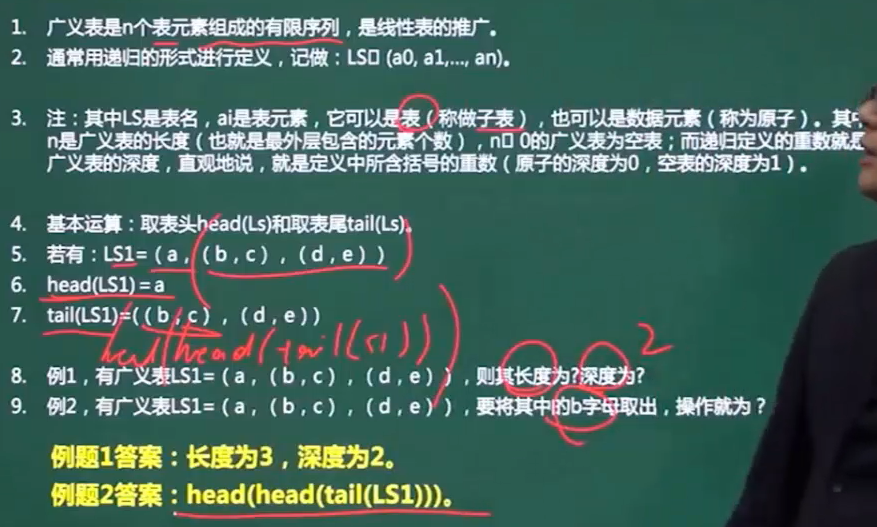 1. 广义表是n个表元素组成的有限序列，是线性表的推广。
2. 通常用递归的形式进行定义，记做：LS□ (a0, a1,..., an)。
3. 注：其中LS是表名，ai是表元素，它可以是表（称做子表），也可以是数据元素（称为原子）。其中
n是广义表的长度（也就是最外层包含的元素个数），n□ 0的广义表为空表；而递归定义的重数就是
广义表的深度，直观地说，就是定义中所含括号的重数（原子的深度为0，空表的深度为1）。
4. 基本运算：取表头head(Ls)和取表尾tail(Ls)。
5. 若有：LS1=（a，（b，c），（d，e））
6. head(LS1)=a
7. tail(LS1)=(（b，c），（d，e））
head(head(tail(LS1)))
2
8. 例1，有广义表LS1=（a，（b，c），（d，e）），则其长度为?深度为?
9. 例2，有广义表LS1=（a，（b，c），（d，e）），要将其中的b字母取出，操作就为？
例题1答案：长度为3，深度为2。
例题2答案：head(head(tail(LS1)))。